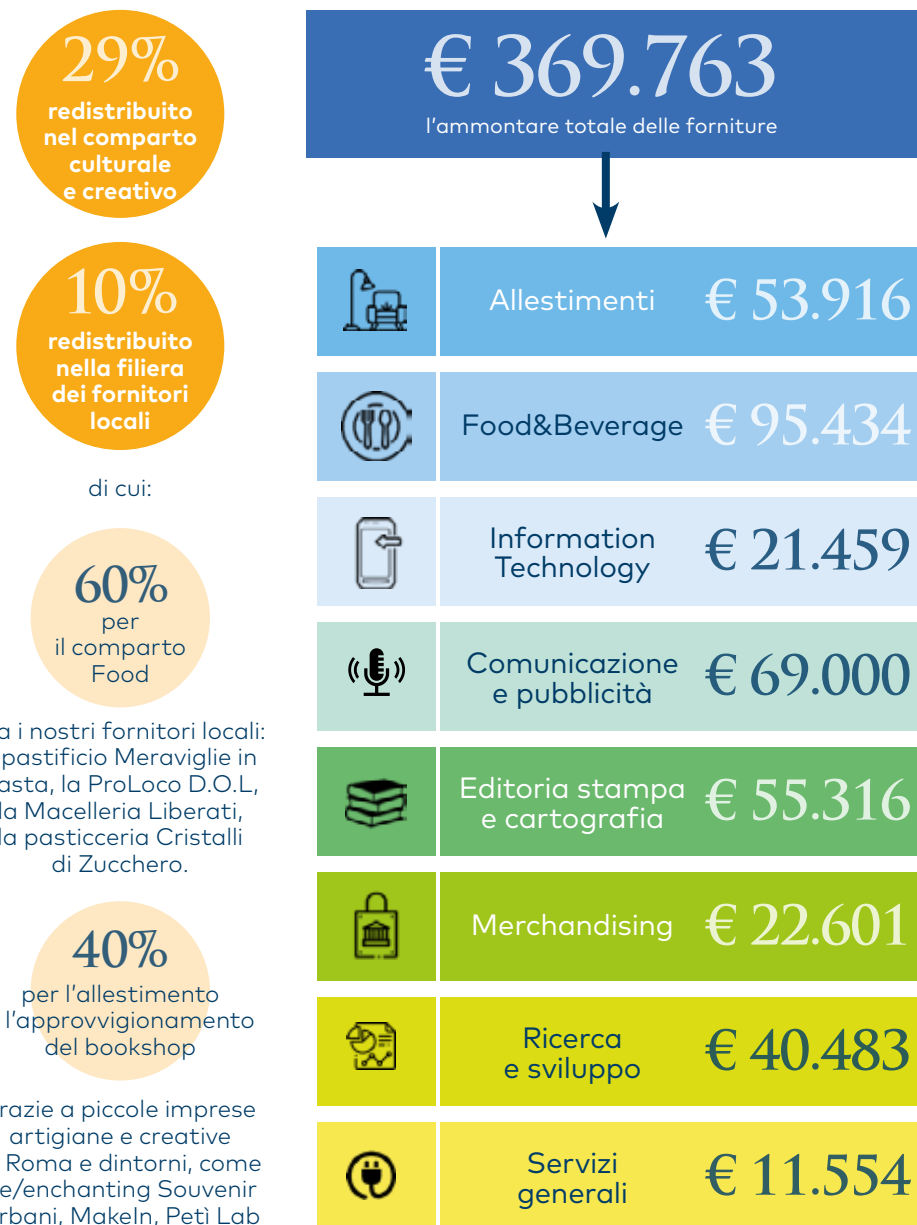 29%
redistribuito
nel comparto
culturale
e creativo
10%
redistribuito
nella filiera
dei fornitori
locali
di cui:
60%
per
il comparto
Food
a i nostri fornitori locali:
pastificio Meraviglie in
asta, la ProLoco D.O.L,
la Macelleria Liberati,
la pasticceria Cristalli
di Zucchero.
40%
per l'allestimento
l'approvvigionamento
del bookshop
razie a piccole imprese
artigiane e creative
Roma e dintorni, come
e/enchanting Souvenir
rbani, MakeIn, Petì Lab
€ 369.763
l'ammontare totale delle forniture
Allestimenti € 53.916
Food&Beverage € 95.434
Information
Technology € 21.459
Comunicazione
e pubblicità € 69.000
Editoria stampa
e cartografia € 55.316
Merchandising € 22.601
Ricerca
e sviluppo € 40.483
Servizi
generali € 11.554